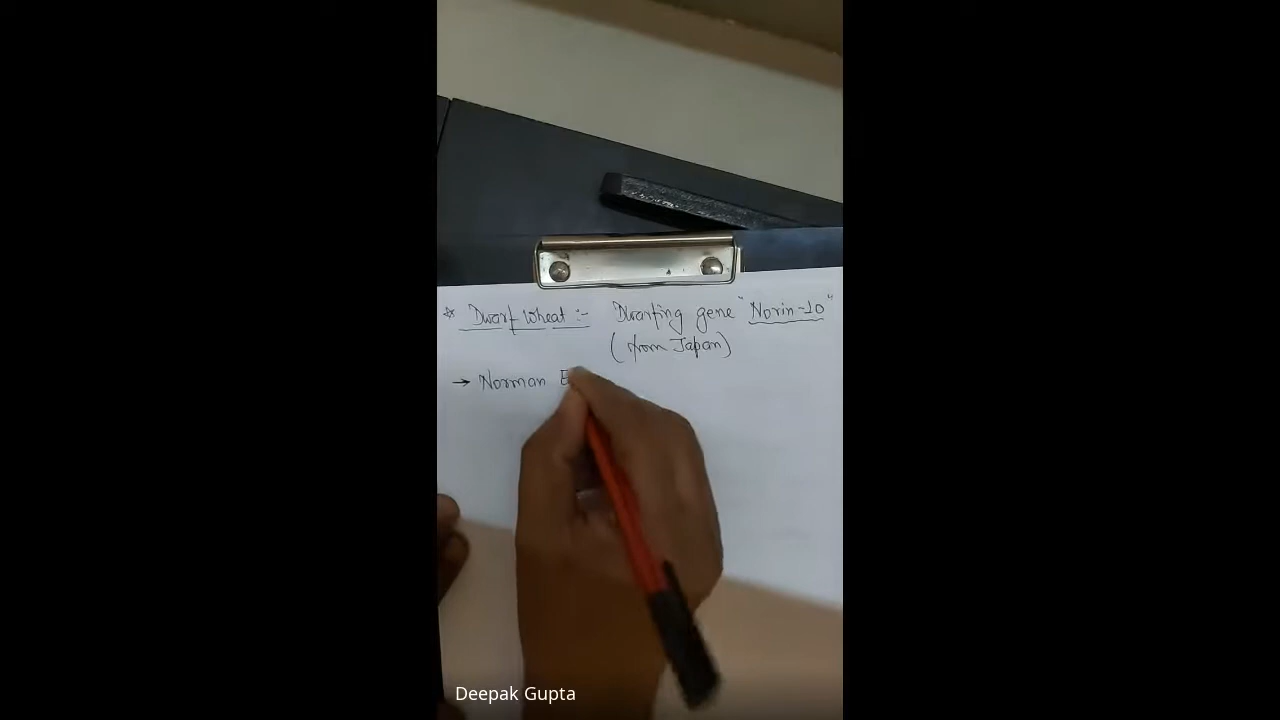 ☆ Dwarf Wheat :- Dwarfing gene "Norin-10"
(from Japan)
→ Norman E
Deepak Gupta